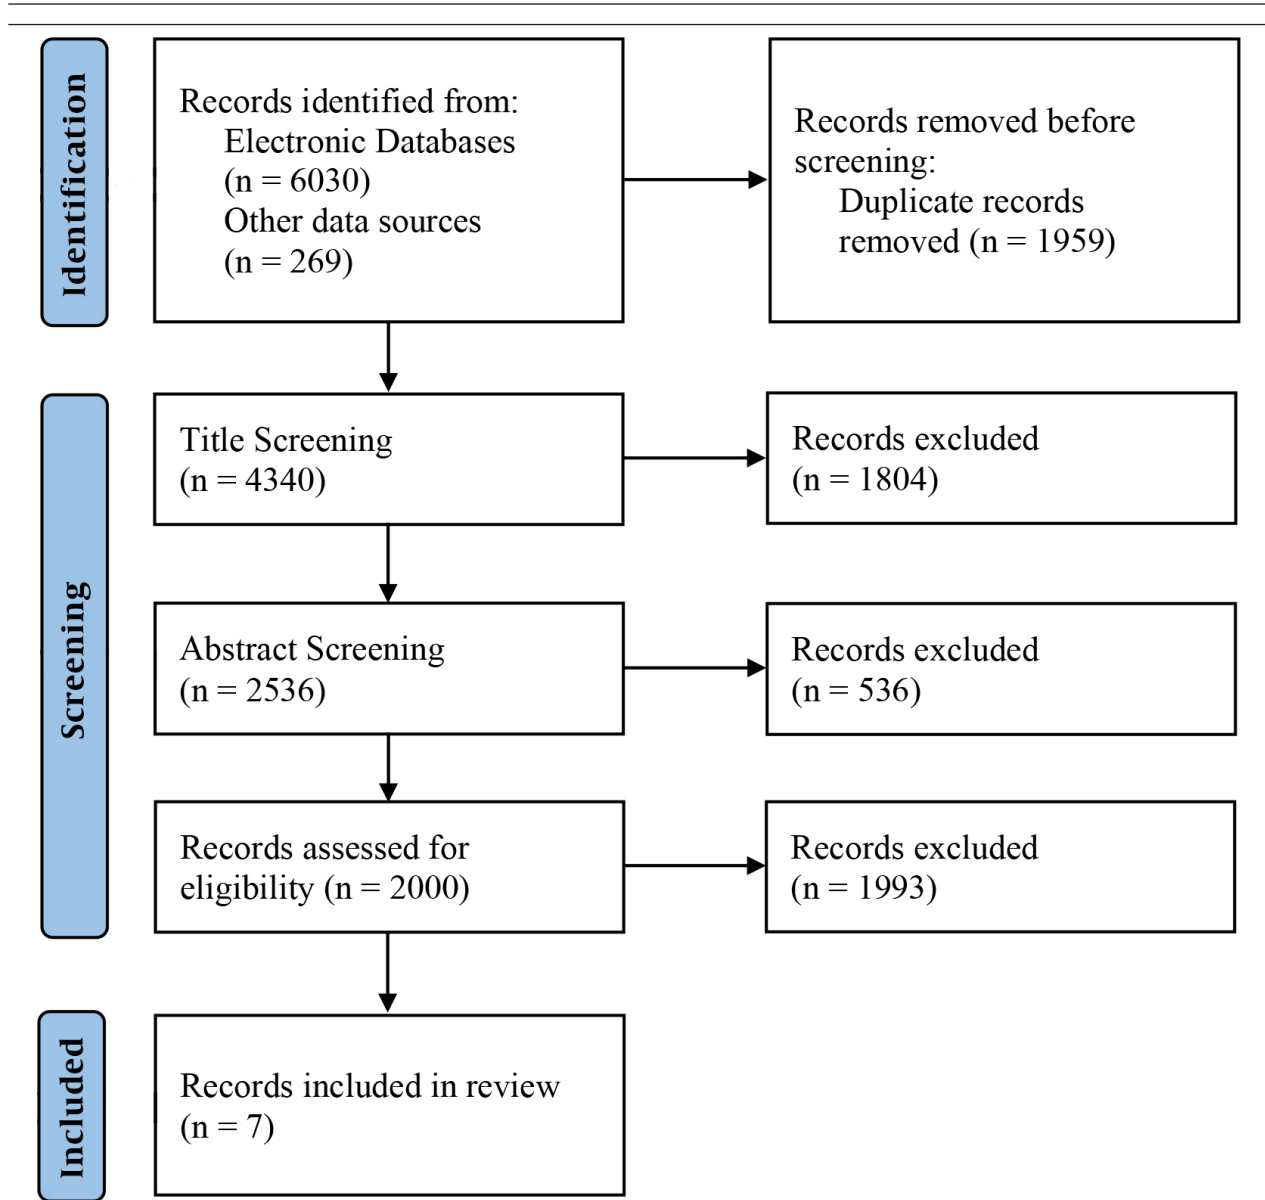 Identification
Records identified from:
Electronic Databases
(n = 6030)
Other data sources
(n = 269)
Records removed before
screening:
Duplicate records
removed (n = 1959)
Screening
Title Screening
(n = 4340)
Records excluded
(n = 1804)
Abstract Screening
(n = 2536)
Records excluded
(n = 536)
Records assessed for
eligibility (n = 2000)
Records excluded
(n = 1993)
Included
Records included in review
(n = 7)